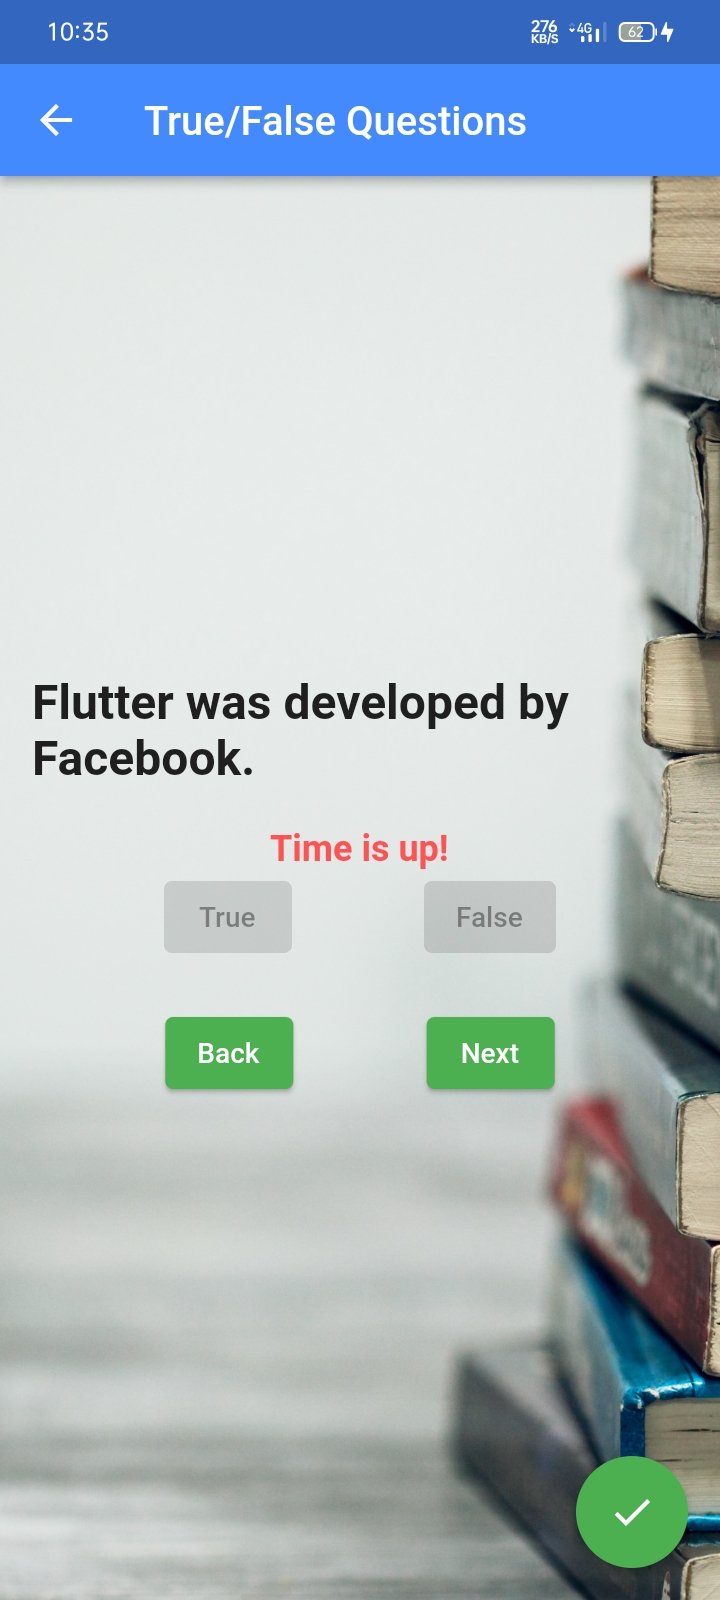 10:35
276
KB/S
4G
62
True/False Questions
Flutter was developed by
Facebook.
Time is up!
True False
Back Next